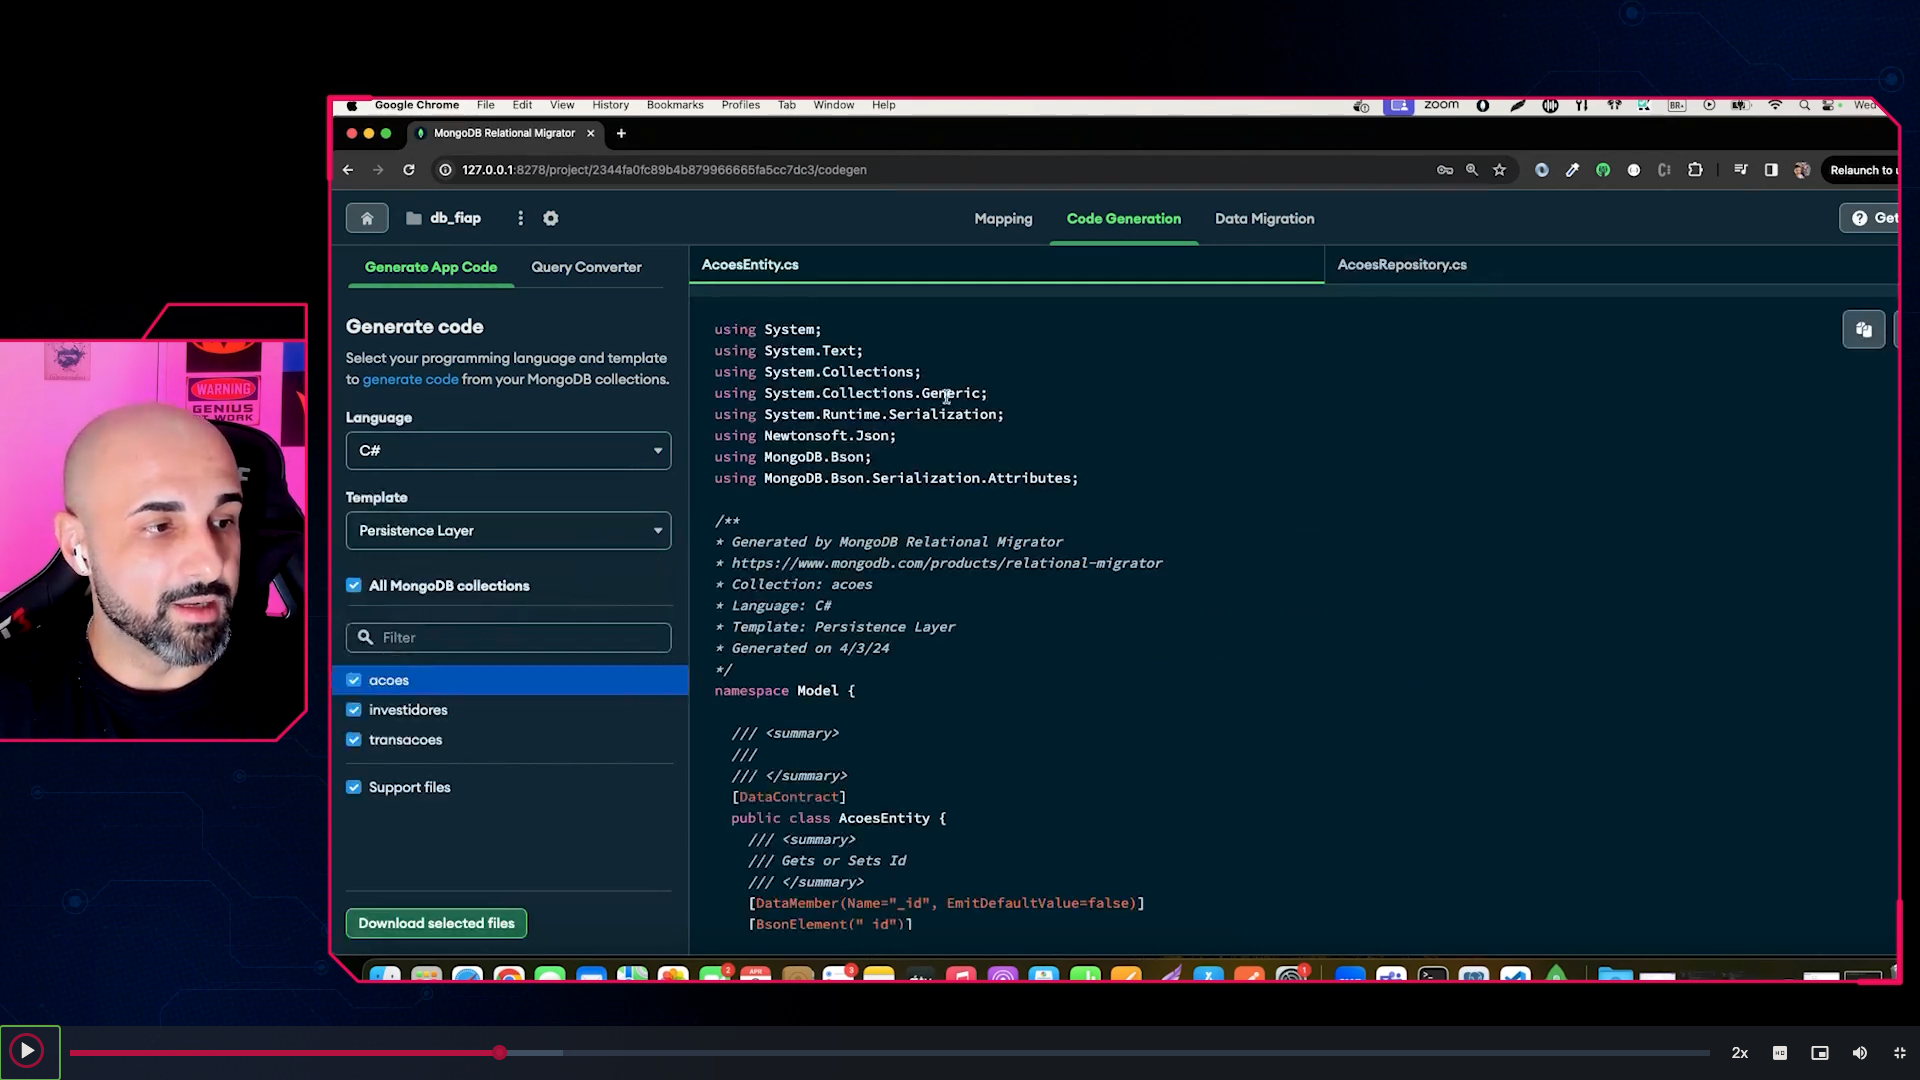 Google Chrome File Edit View History Bookmarks Profiles Tab Window Help
zoom
Wed
MongoDB Relational Migrator
127.0.0.1:8278/project/2344fa0fc89b4b879966665fa5cc7dc3/codegen
Relaunch to u
db_fiap
Mapping Code Generation Data Migration
Get
Generate App Code Query Converter
AcoesEntity.cs AcoesRepository.cs
Generate code
Select your programming language and template
to generate code from your MongoDB collections.
Language
C#
Template
Persistence Layer
All MongoDB collections
Filter
acoes
investidores
transacoes
Support files
Download selected files
using System;
using System.Text;
using System.Collections;
using System.Collections.Generic;
using System.Runtime.Serialization;
using Newtonsoft.Json;
using MongoDB.Bson;
using MongoDB.Bson.Serialization.Attributes;
/**
* Generated by MongoDB Relational Migrator
* https://www.mongodb.com/products/relational-migrator
* Collection: acoes
* Language: C#
* Template: Persistence Layer
* Generated on 4/3/24
*/
namespace Model {
/// <summary>
///
/// </summary>
[DataContract]
public class AcoesEntity {
/// <summary>
/// Gets or Sets Id
/// </summary>
[DataMember(Name="_id", EmitDefaultValue=false)]
[BsonElement("_id")]
WARNING
GENIUS
AT WORK
2x